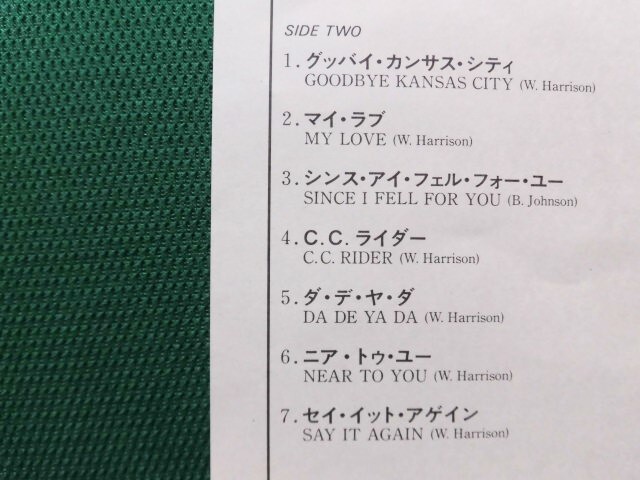 SIDE TWO
1. グッバイ・カンサス・シティ
GOODBYE KANSAS CITY (W. Harrison)
2. マイ・ラブ
MY LOVE (W. Harrison)
3. シンス・アイ・フェル・フォー・ユー
SINCE I FELL FOR YOU (B. Johnson)
4. C.C. ライダー
C.C. RIDER (W. Harrison)
5. ダ・デ・ヤ・ダ
DA DE YA DA (W. Harrison)
6. ニア・トゥ・ユー
NEAR TO YOU (W. Harrison)
7. セイ・イット・アゲイン
SAY IT AGAIN (W. Harrison)